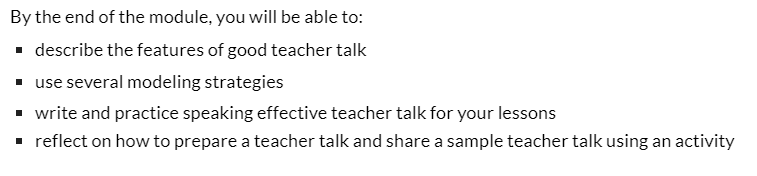 By the end of the module, you will be able to:
▪ describe the features of good teacher talk
▪ use several modeling strategies
▪ write and practice speaking effective teacher talk for your lessons
▪ reflect on how to prepare a teacher talk and share a sample teacher talk using an activity